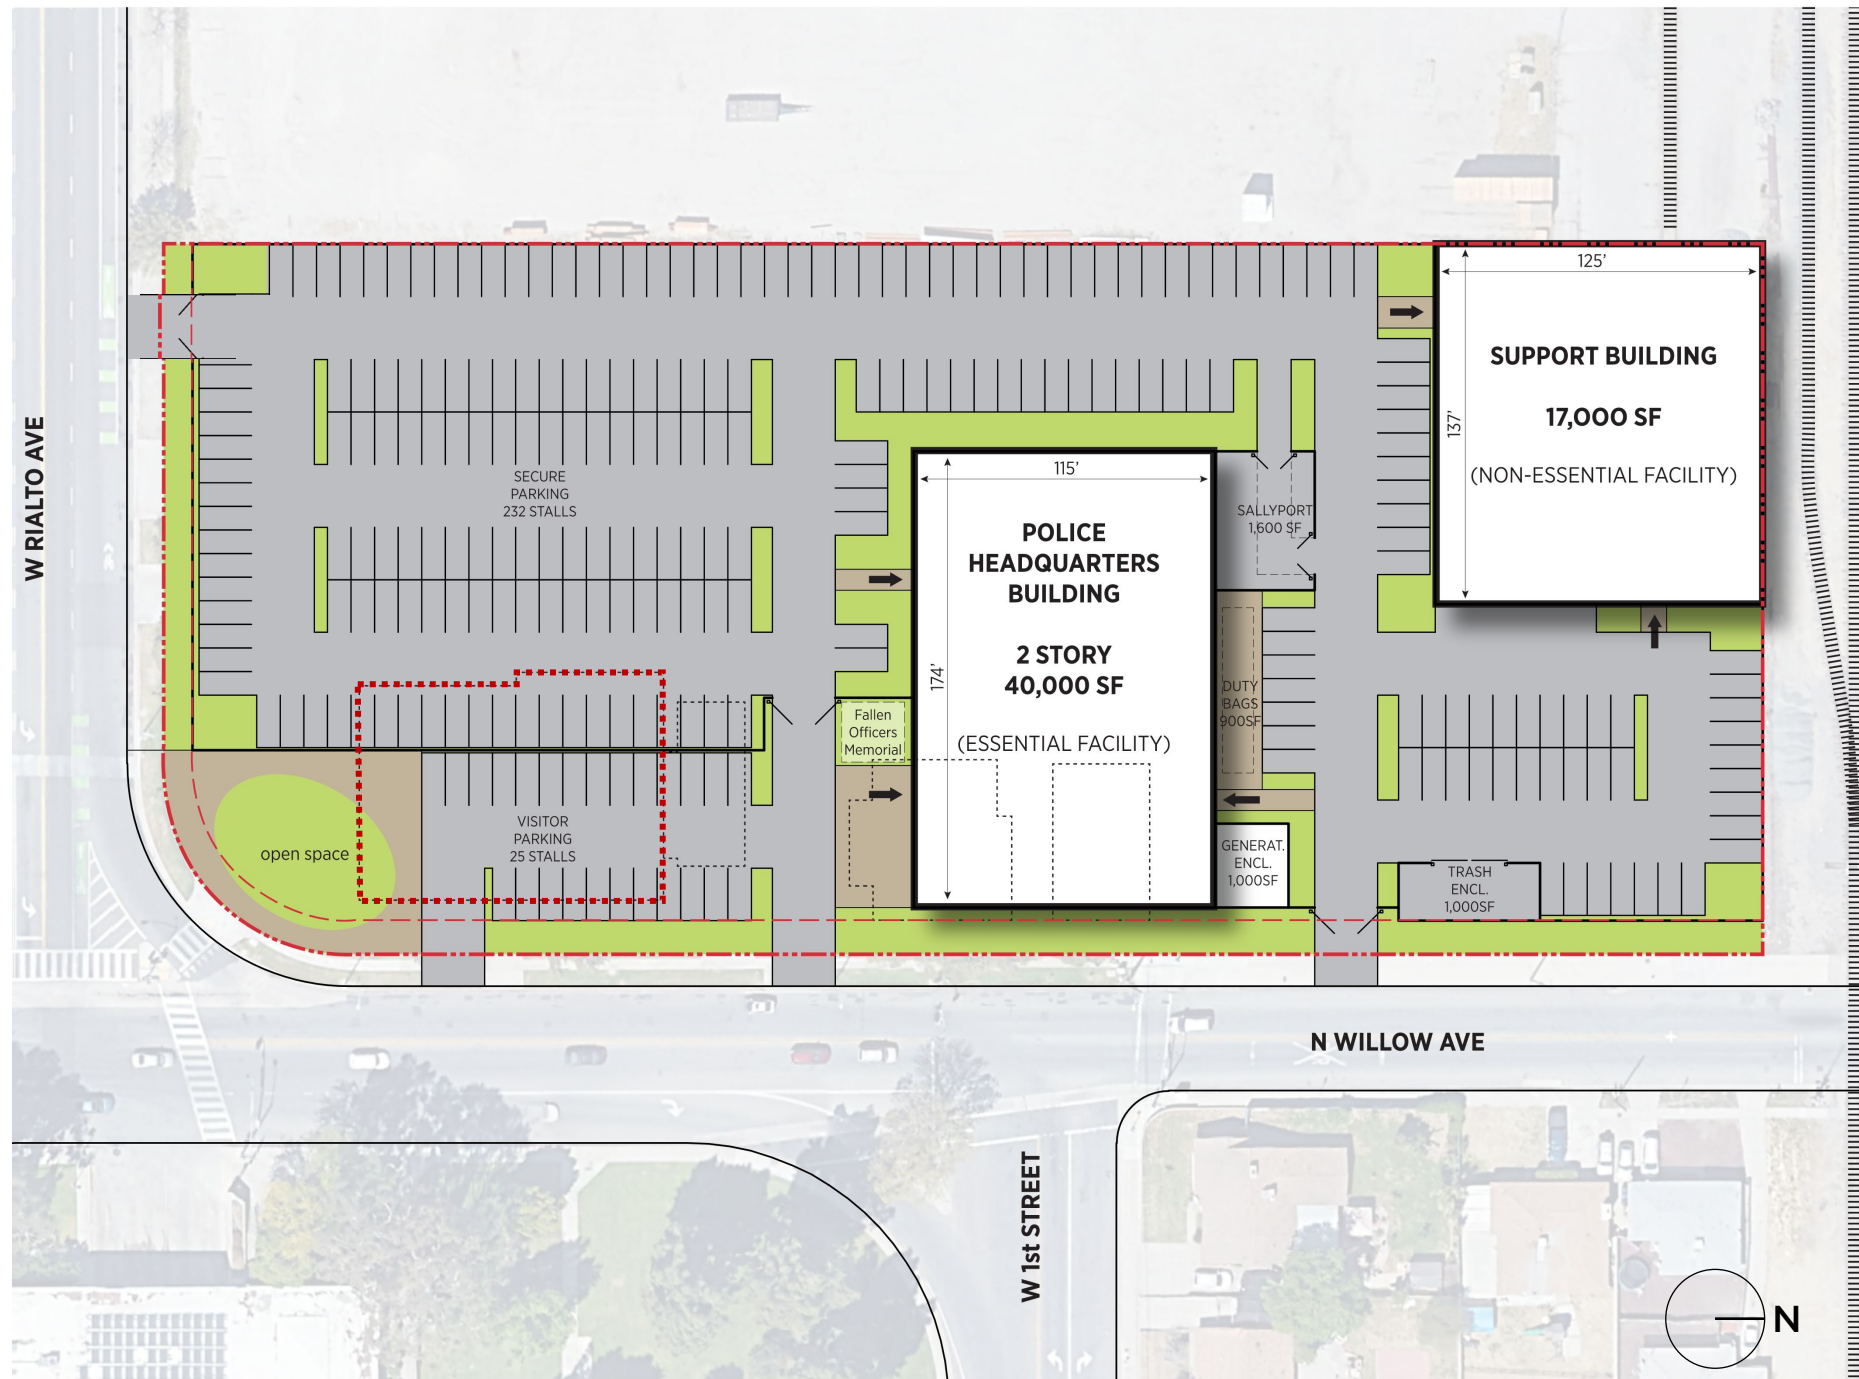 W RIALTO AVE
SECURE
PARKING
232 STALLS
VISITOR
PARKING
25 STALLS
open space
Fallen
Officers
Memorial
115’
174’
POLICE
HEADQUARTERS
BUILDING
2 STORY
40,000 SF
(ESSENTIAL FACILITY)
SALLYPORT
1,600 SF
DUTY
BAGS
900SF
GENERAT.
ENCL.
1,000SF
125’
137’
SUPPORT BUILDING
17,000 SF
(NON-ESSENTIAL FACILITY)
TRASH
ENCL.
1,000SF
N WILLOW AVE
W 1st STREET
N